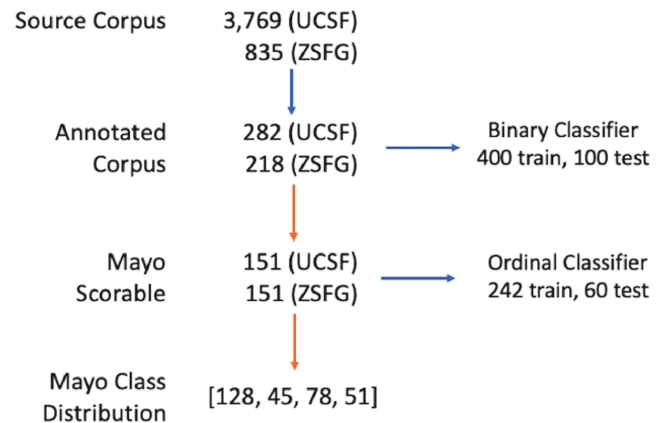 Source Corpus
3,769 (UCSF)
835 (ZSFG)
Annotated
Corpus
282 (UCSF)
218 (ZSFG)
Binary Classifier
400 train, 100 test
Mayo
Scorable
151 (UCSF)
151 (ZSFG)
Ordinal Classifier
242 train, 60 test
Mayo Class
Distribution
[128, 45, 78, 51]